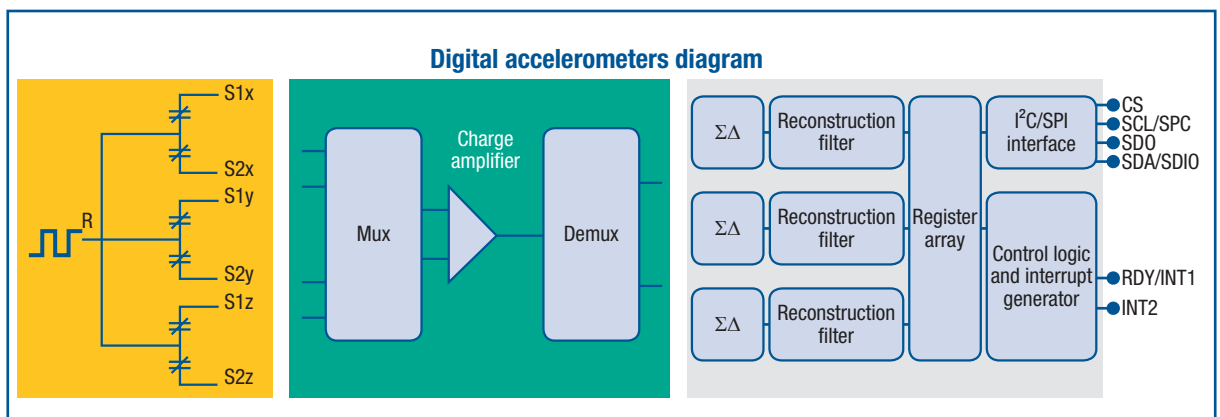 Digital accelerometers diagram
S1x
S2x
R
S1y
S2y
S1z
S2z
Mux
Charge
amplifier
Demux
ΣΔ
Reconstruction
filter
ΣΔ
Reconstruction
filter
ΣΔ
Reconstruction
filter
Register
array
I²C/SPI
interface
Control logic
and interrupt
generator
CS
SCL/SPC
SDO
SDA/SDIO
RDY/INT1
INT2